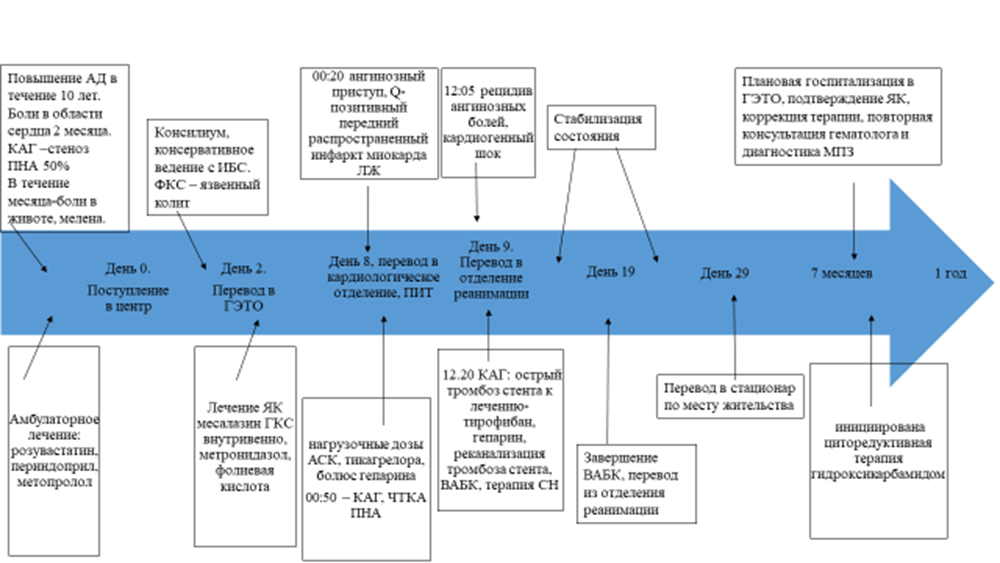 Повышение АД в
течение 10 лет.
Боли в области
сердца 2 месяца.
КАГ –стеноз
ПНА 50%
В течение
месяца-боли в
животе, мелена.
Консилиум,
консервативное
ведение с ИБС.
ФКС – язвенный
колит
00:20 ангинозный
приступ, Q-
позитивный
передний
распространенный
инфаркт миокарда
ЛЖ
12:05 рецидив
ангинозных
болей,
кардиогенный
шок
Стабилизация
состояния
Плановая госпитализация в
ГЭТО, подтверждение ЯК,
коррекция терапии, повторная
консультация гематолога и
диагностика МПЗ
День 0.
Поступление
в центр
День 2.
Перевод в
ГЭТО
День 8, перевод в
кардиологическое
отделение, ПИТ
День 9.
Перевод в
отделение
реанимации
День 19
День 29
7 месяцев
1 год
Амбулаторное
лечение:
розувастатин,
периндоприл,
метопролол
Лечение ЯК
месалазин ГКС
внутривенно,
метронидазол,
фолиевая
кислота
нагрузочные дозы
АСК, тикагрелора,
болюс гепарина
00:50 – КАГ, ЧТКА
ПНА
12.20 КАГ: острый
тромбоз стента к
лечению-
тирофибан,
гепарин,
реканализация
тромбоза стента,
ВАБК, терапия СН
Завершение
ВАБК, перевод
из отделения
реанимации
Перевод в стационар
по месту жительства
инициирована
циторедуктивная
терапия
гидроксикарбамидом